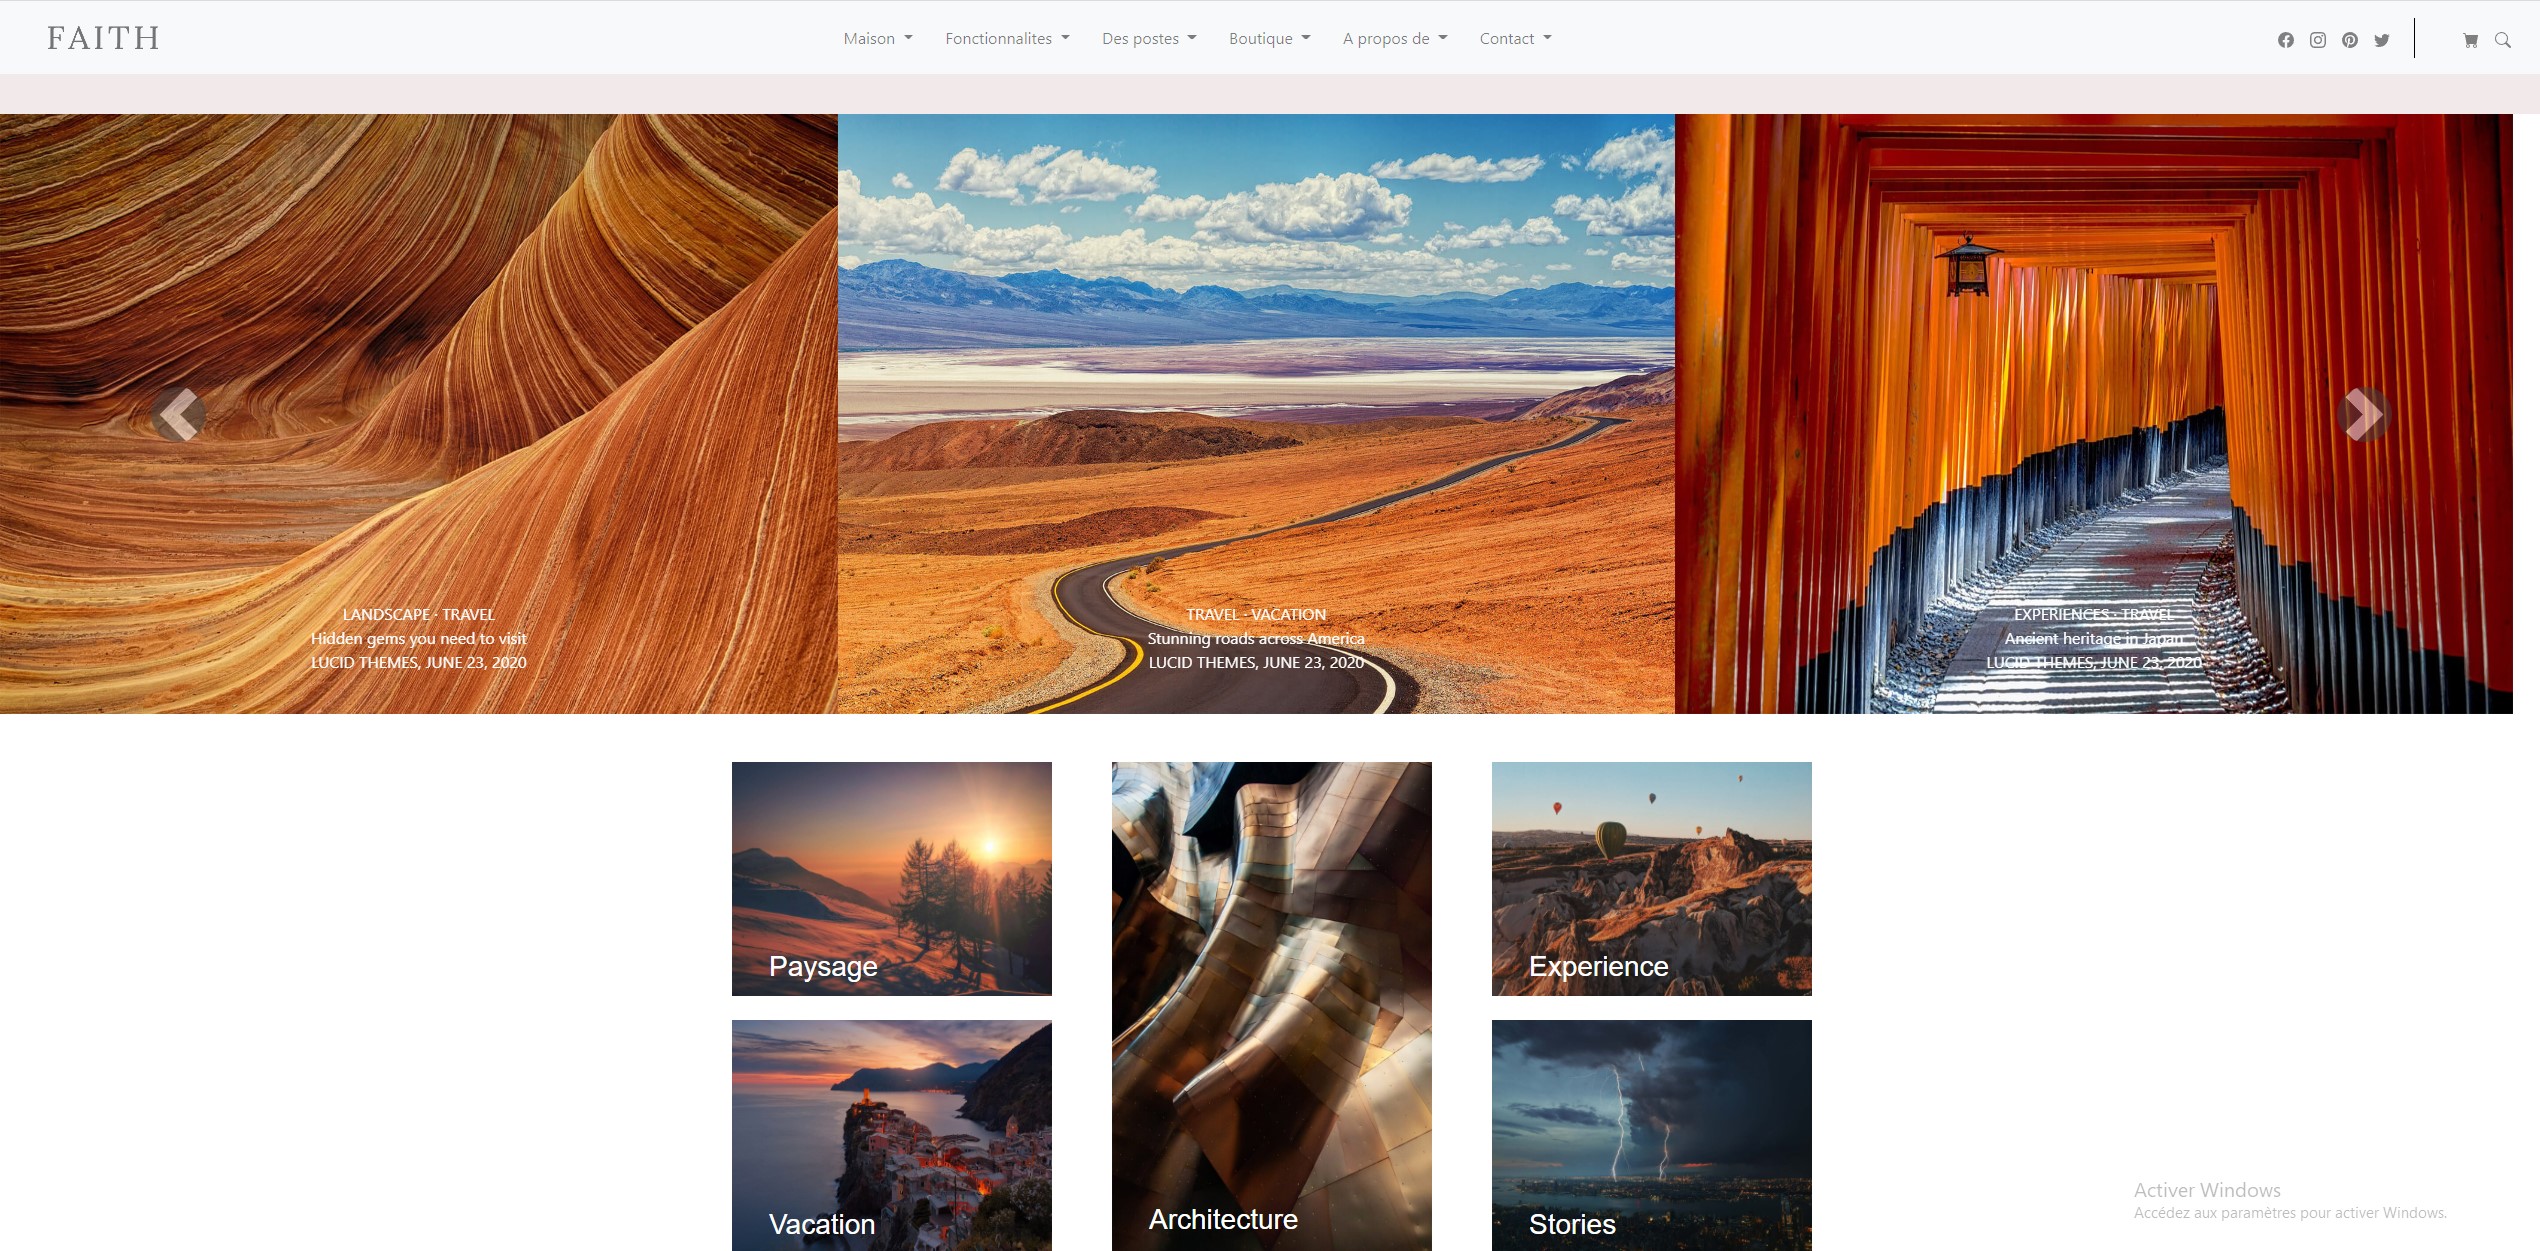 FAITH
Maison
Fonctionnalites
Des postes
Boutique
A propos de
Contact
LANDSCAPE · TRAVEL
Hidden gems you need to visit
LUCID THEMES, JUNE 23, 2020
TRAVEL · VACATION
Stunning roads across America
LUCID THEMES, JUNE 23, 2020
EXPERIENCES · TRAVEL
Ancient heritage in Japan
LUCID THEMES, JUNE 23, 2020
Paysage
Architecture
Experience
Vacation
Stories
Activer Windows
Accédez aux paramètres pour activer Windows.